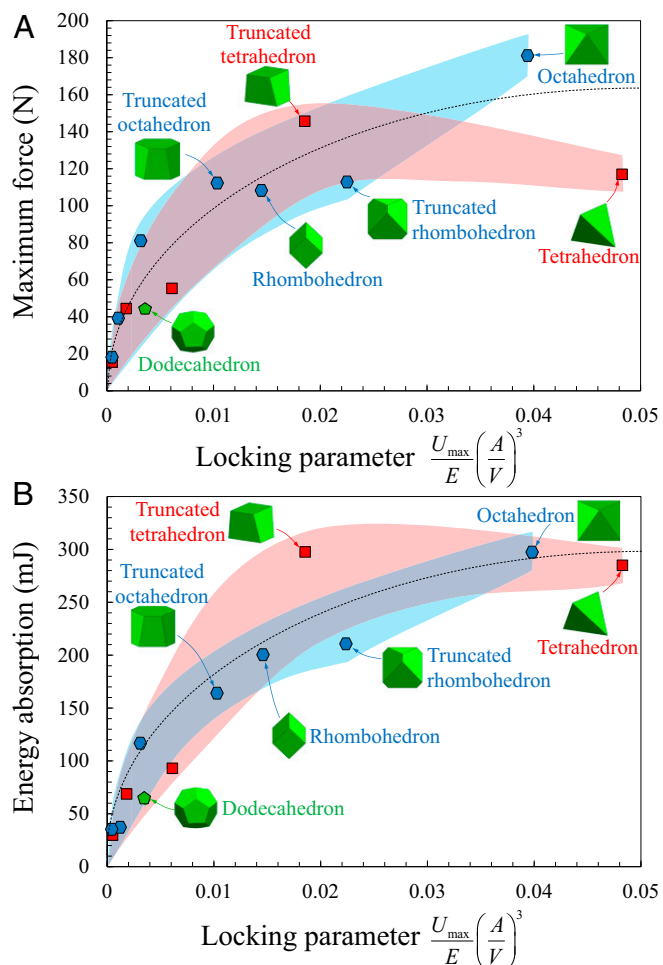 A
Maximum force (N)
200
180
160
140
120
100
80
60
40
20
0
Truncated
tetrahedron
Octahedron
Truncated
octahedron
Truncated
rhombohedron
Rhombohedron
Tetrahedron
Dodecahedron
0 0.01 0.02 0.03 0.04 0.05
Locking parameter U_max/E (A/V)^3
B
Energy absorption (mJ)
350
300
250
200
150
100
50
0
Truncated
tetrahedron
Octahedron
Truncated
octahedron
Tetrahedron
Truncated
rhombohedron
Rhombohedron
Dodecahedron
0 0.01 0.02 0.03 0.04 0.05
Locking parameter U_max/E (A/V)^3